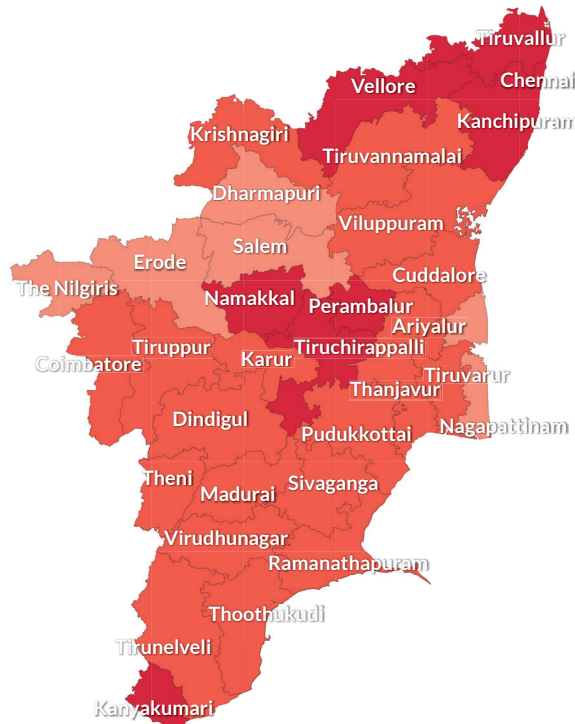 Tiruvallur
Chennai
Vellore
Kanchipuram
Krishnagiri
Tiruvannamalai
Dharmapuri
Viluppuram
Salem
Erode
Cuddalore
The Nilgiris
Namakkal
Perambalur
Ariyalur
Tiruppur
Tiruchirappalli
Karur
Coimbatore
Tiruvarur
Thanjavur
Dindigul
Nagapattinam
Pudukkottai
Theni
Sivaganga
Madurai
Virudhunagar
Ramanathapuram
Thoothukudi
Tirunelveli
Kanyakumari